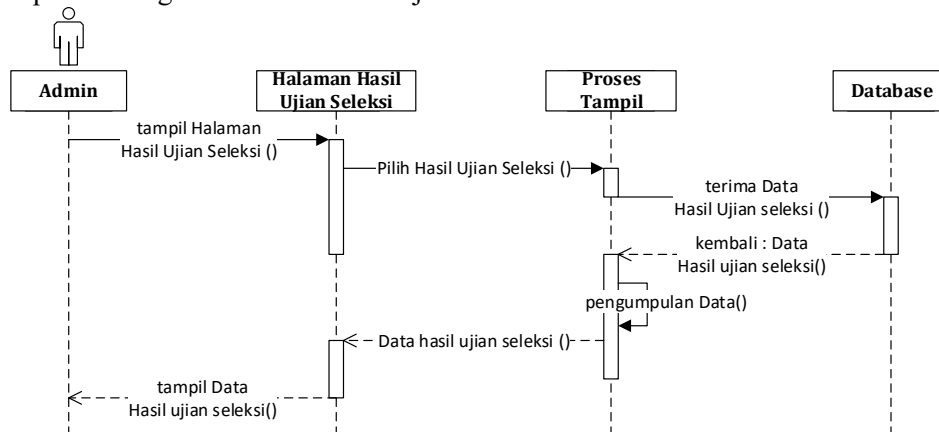 Admin
Halaman Hasil
Ujian Seleksi
Proses
Tampil
Database
tampil Halaman
Hasil Ujian Seleksi ()
Pilih Hasil Ujian Seleksi ()
terima Data
Hasil Ujian seleksi ()
kembali : Data
Hasil ujian seleksi()
pengumpulan Data()
Data hasil ujian seleksi ()
tampil Data
Hasil ujian seleksi()